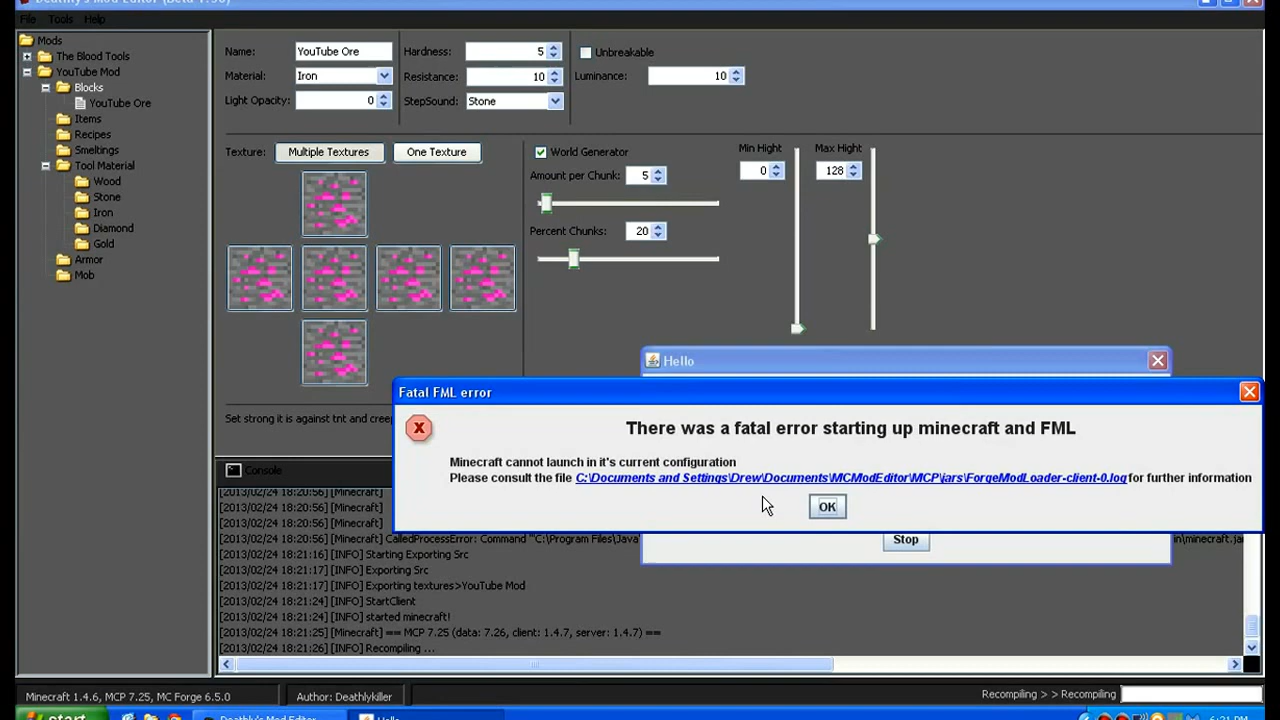 Deathly's Mod Editor (Beta 1.50)
File Tools Help
Mods
The Blood Tools
YouTube Mod
Blocks
YouTube Ore
Items
Recipes
Smeltings
Tool Material
Wood
Stone
Iron
Diamond
Gold
Armor
Mob
Name: YouTube Ore Hardness: 5 Unbreakable
Material: Iron Resistance: 10 Luminance: 10
Light Opacity: 0 StepSound: Stone
Texture: Multiple Textures One Texture
World Generator Min Hight Max Hight
Amount per Chunk: 5 0 128
Percent Chunks: 20
Set strong it is against tnt and creep
Hello
Fatal FML error
There was a fatal error starting up minecraft and FML
Minecraft cannot launch in it's current configuration
Please consult the file C:\Documents and Settings\Drew\Documents\MCModEditor\MCP\jars\ForgeModLoader-client-0.log for further information
OK
Stop
Console
[2013/02/24 18:20:56] [Minecraft]
[2013/02/24 18:20:56] [Minecraft]
[2013/02/24 18:20:56] [Minecraft]
[2013/02/24 18:20:56] [Minecraft] CalledProcessError: Command '"C:\Program Files\Java' in\minecraft.ja
[2013/02/24 18:21:16] [INFO] Starting Exporting Src
[2013/02/24 18:21:17] [INFO] Exporting Src
[2013/02/24 18:21:17] [INFO] Exporting textures>YouTube Mod
[2013/02/24 18:21:24] [INFO] StartClient
[2013/02/24 18:21:24] [INFO] started minecraft!
[2013/02/24 18:21:25] [Minecraft] == MCP 7.25 (data: 7.26, client: 1.4.7, server: 1.4.7) ==
[2013/02/24 18:21:26] [INFO] Recompiling ...
Minecraft 1.4.6, MCP 7.25, MC Forge 6.5.0 Author: Deathlykiller Recompiling > > Recompiling
start Deathly's Mod Editor Hello 6:21 PM